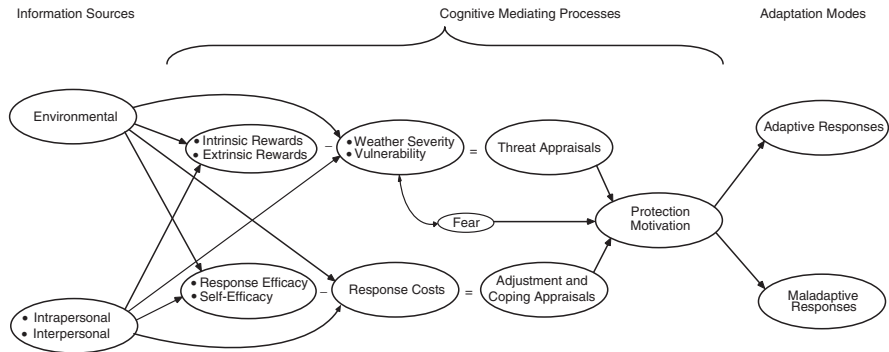 Information Sources
Cognitive Mediating Processes
Adaptation Modes
Environmental
• Intrinsic Rewards
• Extrinsic Rewards
–
• Weather Severity
• Vulnerability
=
Threat Appraisals
Adaptive Responses
Fear
Protection
Motivation
• Response Efficacy
• Self-Efficacy
–
Response Costs
=
Adjustment and
Coping Appraisals
• Intrapersonal
• Interpersonal
Maladaptive
Responses